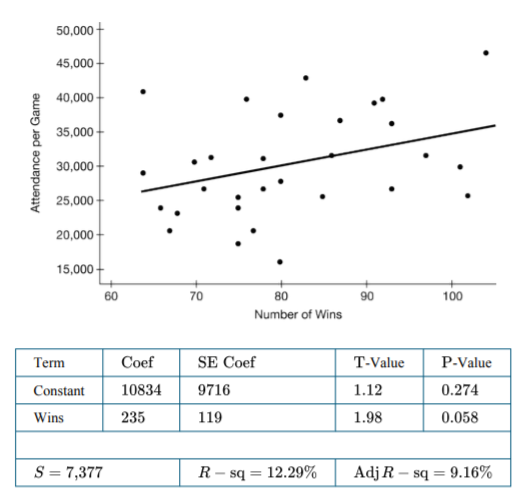 50,000
45,000
40,000
35,000
30,000
25,000
20,000
15,000
Attendance per Game
60 70 80 90 100
Number of Wins
Term Coef SE Coef T-Value P-Value
Constant 10834 9716 1.12 0.274
Wins 235 119 1.98 0.058
S = 7,377 R − sq = 12.29% Adj R − sq = 9.16%